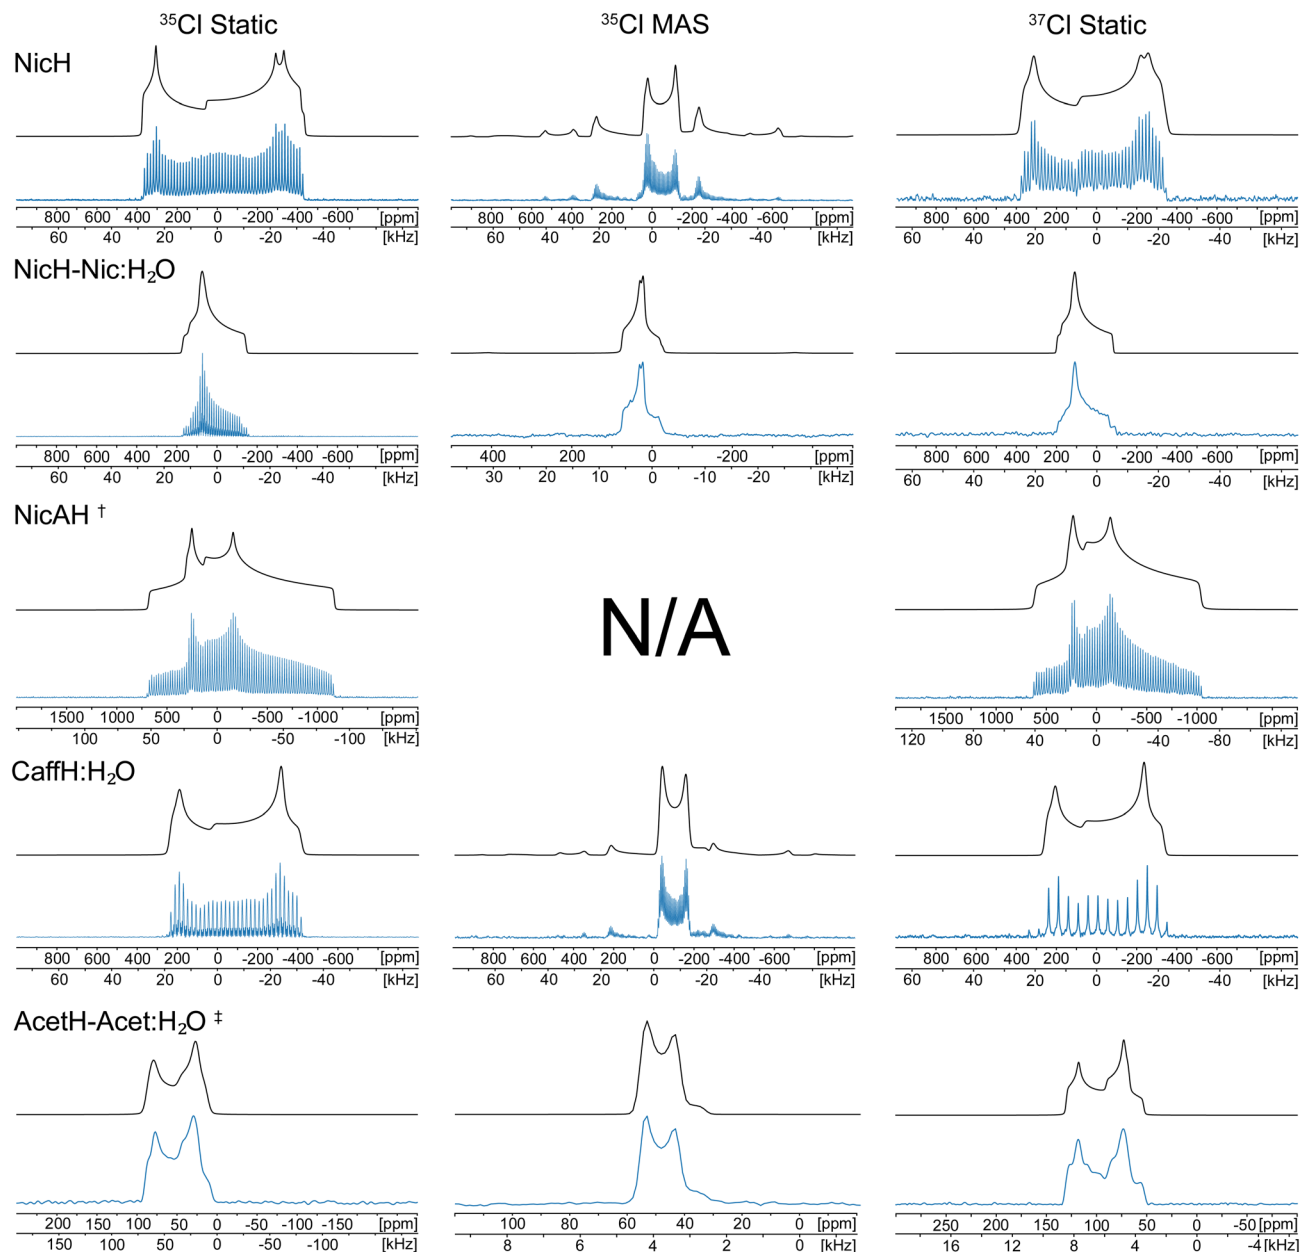 ³⁵Cl Static ³⁵Cl MAS ³⁷Cl Static
NicH
800 600 400 200 0 -200 -400 -600 [ppm]
60 40 20 0 -20 -40 [kHz]
800 600 400 200 0 -200 -400 -600 [ppm]
60 40 20 0 -20 -40 [kHz]
800 600 400 200 0 -200 -400 -600 [ppm]
60 40 20 0 -20 -40 [kHz]
NicH-Nic:H₂O
800 600 400 200 0 -200 -400 -600 [ppm]
60 40 20 0 -20 -40 [kHz]
400 200 0 -200 [ppm]
40 30 20 10 0 -10 -20 [kHz]
800 600 400 200 0 -200 -400 -600 [ppm]
60 40 20 0 -20 -40 [kHz]
NicAH †
N/A
1500 1000 500 0 -500 -1000 [ppm]
100 50 0 -50 -100 [kHz]
1500 1000 500 0 -500 -1000 [ppm]
120 80 40 0 -40 -80 [kHz]
CaffH:H₂O
800 600 400 200 0 -200 -400 -600 [ppm]
60 40 20 0 -20 -40 [kHz]
800 600 400 200 0 -200 -400 -600 [ppm]
60 40 20 0 -20 -40 [kHz]
800 600 400 200 0 -200 -400 -600 [ppm]
60 40 20 0 -20 -40 [kHz]
AcetH-Acet:H₂O ‡
200 150 100 50 0 -50 -100 -150 [ppm]
150 100 50 0 -50 -100 [kHz]
100 80 60 40 20 0 [ppm]
8 6 4 2 0 [kHz]
250 200 150 100 50 0 -50 [ppm]
16 12 8 4 0 -4 [kHz]